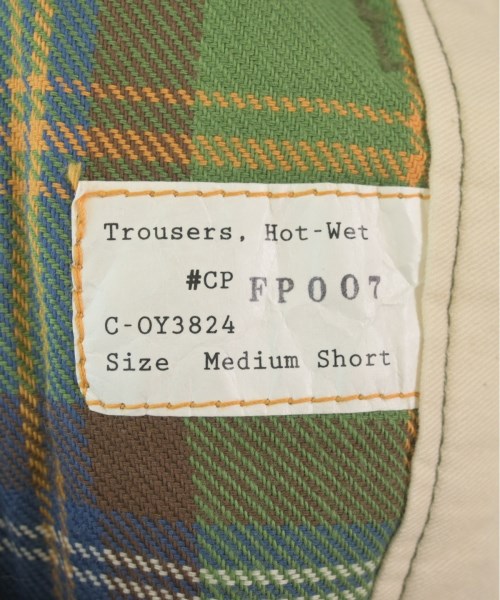 Trousers, Hot-Wet
#CP FP007
C-OY3824
Size Medium Short